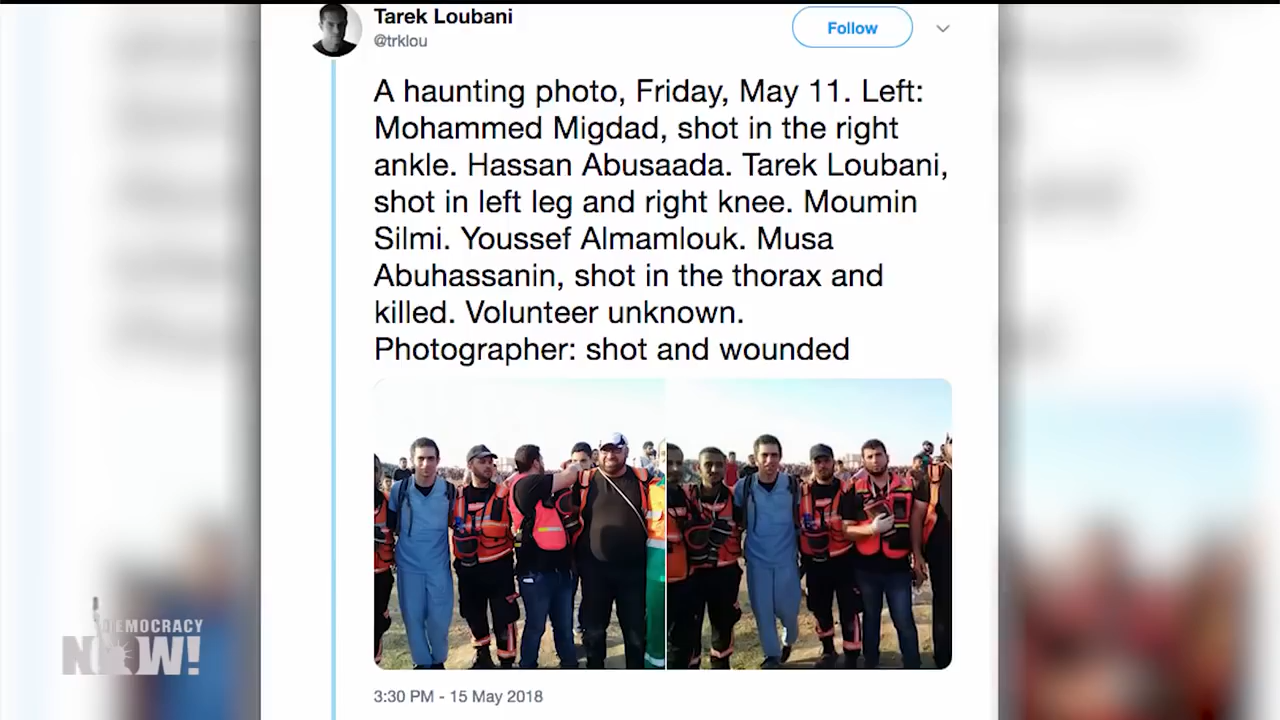 Tarek Loubani
@trklou
Follow
A haunting photo, Friday, May 11. Left:
Mohammed Migdad, shot in the right
ankle. Hassan Abusaada. Tarek Loubani,
shot in left leg and right knee. Moumin
Silmi. Youssef Almamlouk. Musa
Abuhassanin, shot in the thorax and
killed. Volunteer unknown.
Photographer: shot and wounded
3:30 PM - 15 May 2018
DEMOCRACY
NOW!